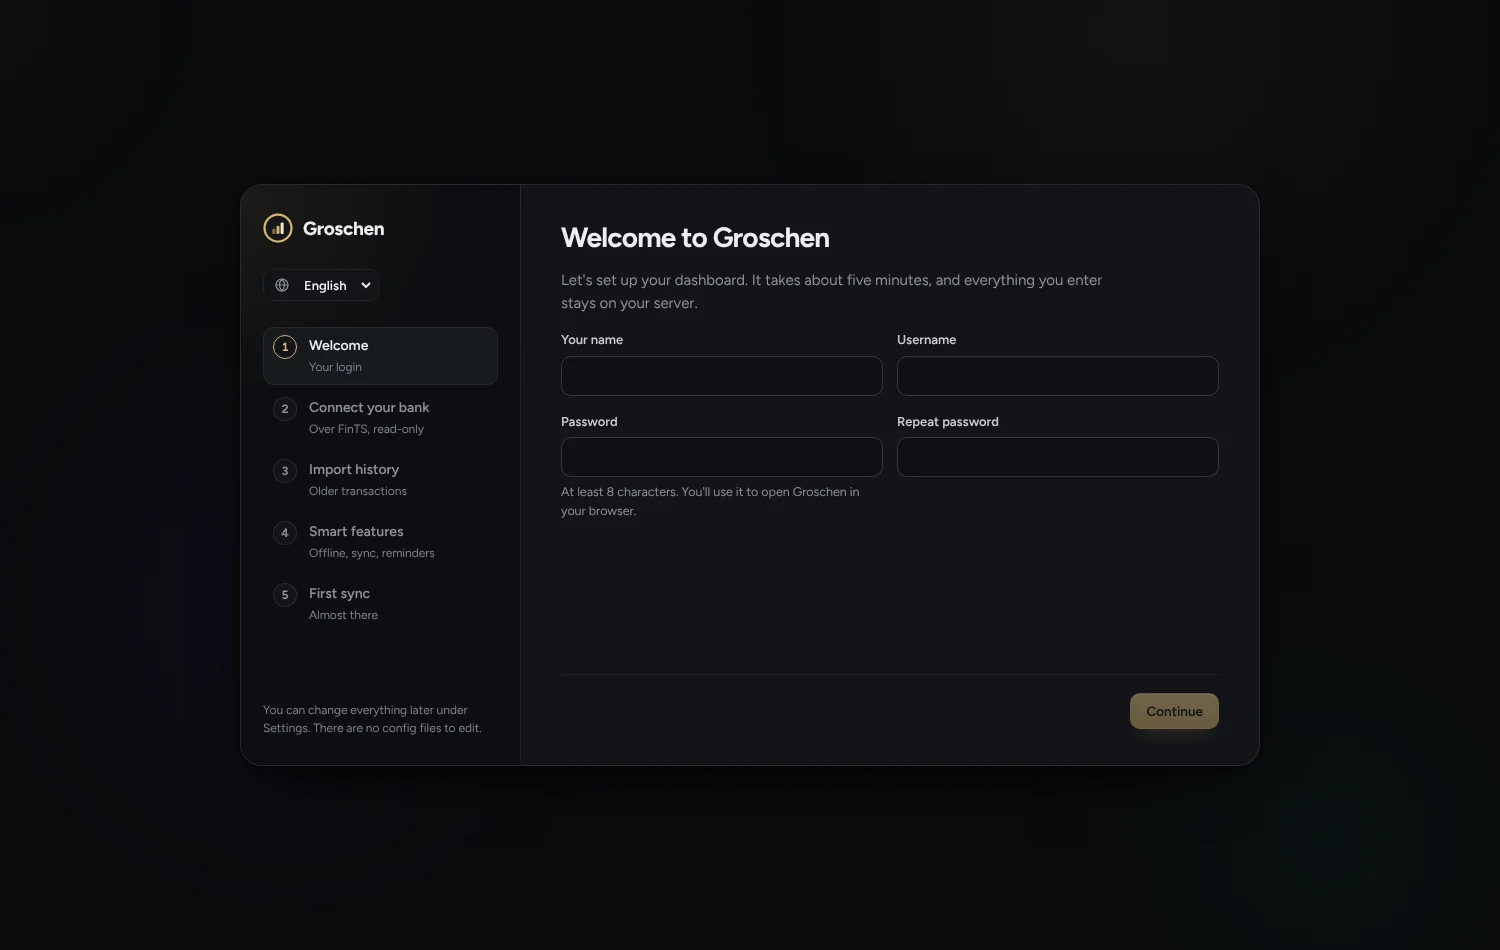 Groschen
English
1 Welcome
Your login
2 Connect your bank
Over FinTS, read-only
3 Import history
Older transactions
4 Smart features
Offline, sync, reminders
5 First sync
Almost there
You can change everything later under
Settings. There are no config files to edit.
Welcome to Groschen
Let's set up your dashboard. It takes about five minutes, and everything you enter
stays on your server.
Your name
Username
Password
Repeat password
At least 8 characters. You'll use it to open Groschen in
your browser.
Continue